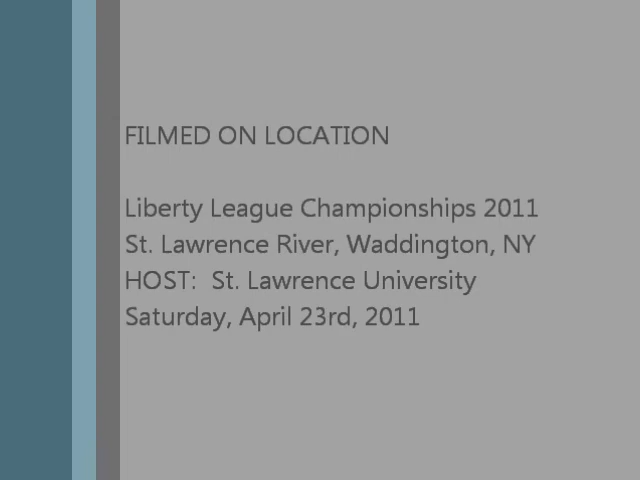 FILMED ON LOCATION
Liberty League Championships 2011
St. Lawrence River, Waddington, NY
HOST:  St. Lawrence University
Saturday, April 23rd, 2011